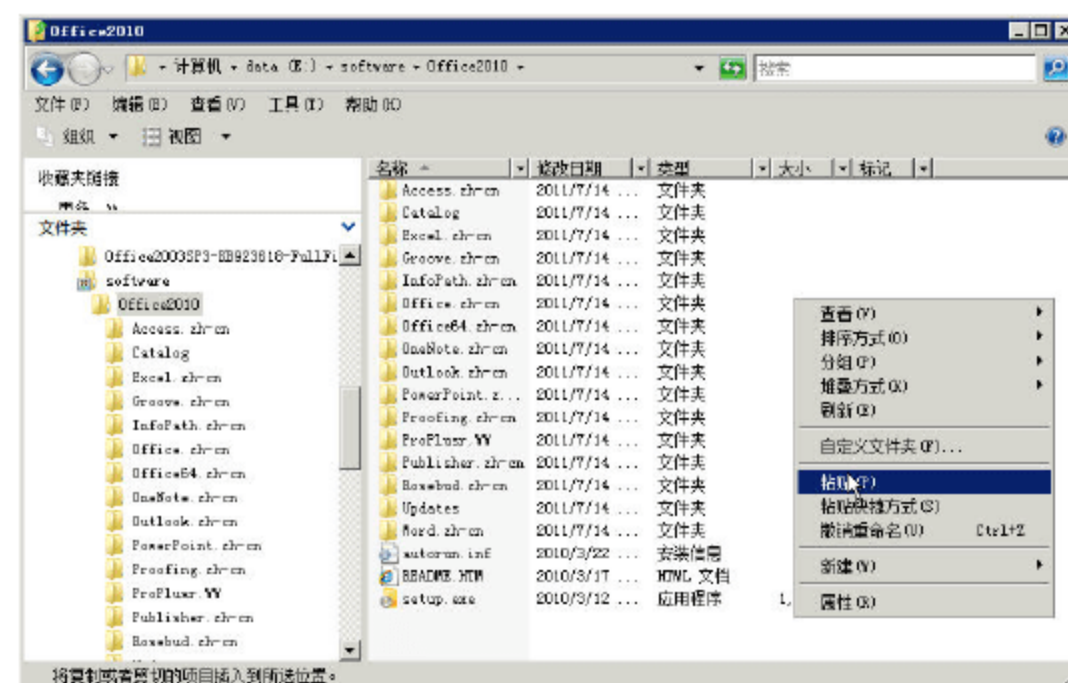 Office2010
计算机 data (E:) software Office2010 搜索
文件(F) 编辑(E) 查看(V) 工具(T) 帮助(H)
组织 视图
收藏夹链接
文件夹
Office2003SP3-KB923618-FullFi
software
Office2010
Access.zh-cn
Catalog
Excel.zh-cn
Groove.zh-cn
InfoPath.zh-cn
Office.zh-cn
Office64.zh-cn
OneNote.zh-cn
Outlook.zh-cn
PowerPoint.zh-cn
Proofing.zh-cn
ProPlusr.WW
Publisher.zh-cn
Rosebud.zh-cn
名称 修改日期 类型 大小 标记
Access.zh-cn 2011/7/14 ... 文件夹
Catalog 2011/7/14 ... 文件夹
Excel.zh-cn 2011/7/14 ... 文件夹
Groove.zh-cn 2011/7/14 ... 文件夹
InfoPath.zh-cn 2011/7/14 ... 文件夹
Office.zh-cn 2011/7/14 ... 文件夹
Office64.zh-cn 2011/7/14 ... 文件夹
OneNote.zh-cn 2011/7/14 ... 文件夹
Outlook.zh-cn 2011/7/14 ... 文件夹
PowerPoint.z... 2011/7/14 ... 文件夹
Proofing.zh-cn 2011/7/14 ... 文件夹
ProPlusr.WW 2011/7/14 ... 文件夹
Publisher.zh-cn 2011/7/14 ... 文件夹
Rosebud.zh-cn 2011/7/14 ... 文件夹
Updates 2011/7/14 ... 文件夹
Word.zh-cn 2011/7/14 ... 文件夹
autorun.inf 2010/3/22 ... 安装信息
README.HTM 2010/3/17 ... HTML 文档
setup.exe 2010/3/12 ... 应用程序 1,
查看(V)
排序方式(O)
分组(P)
堆叠方式(K)
刷新(E)
自定义文件夹(F)...
粘贴(P)
粘贴快捷方式(S)
撤消重命名(U) Ctrl+Z
新建(W)
属性(R)
将复制或者剪切的项目插入到所选位置。